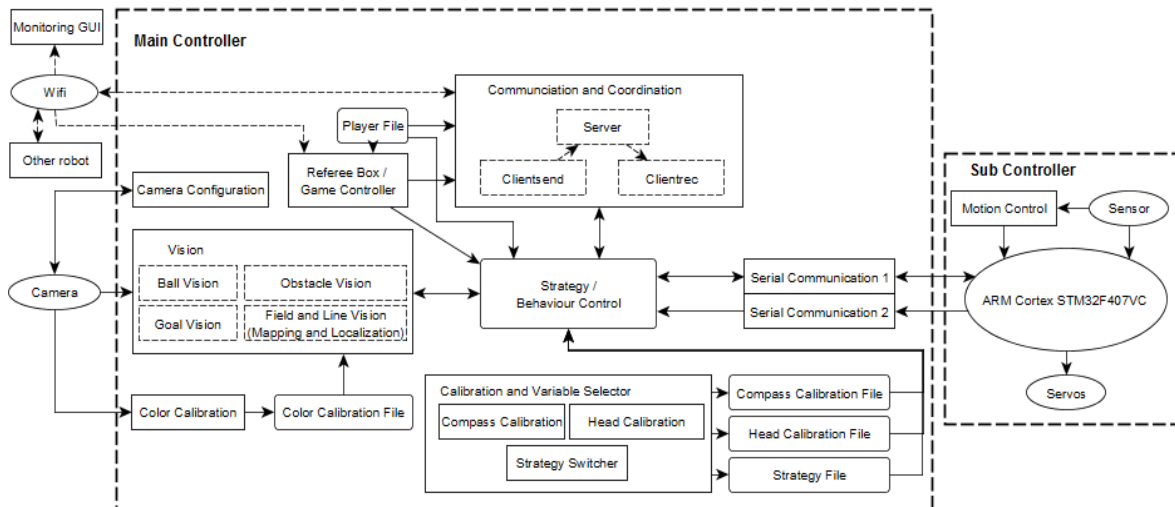 Monitoring GUI
Main Controller
Wifi
Communciation and Coordination
Player File
Server
Other robot
Referee Box /
Game Controller
Clientsend
Clientrec
Sub Controller
Camera Configuration
Motion Control
Sensor
Vision
Ball Vision
Obstacle Vision
Camera
Strategy /
Behaviour Control
Serial Communication 1
ARM Cortex STM32F407VC
Goal Vision
Field and Line Vision
(Mapping and Localization)
Serial Communication 2
Calibration and Variable Selector
Compass Calibration File
Servos
Color Calibration
Color Calibration File
Compass Calibration
Head Calibration
Head Calibration File
Strategy Switcher
Strategy File